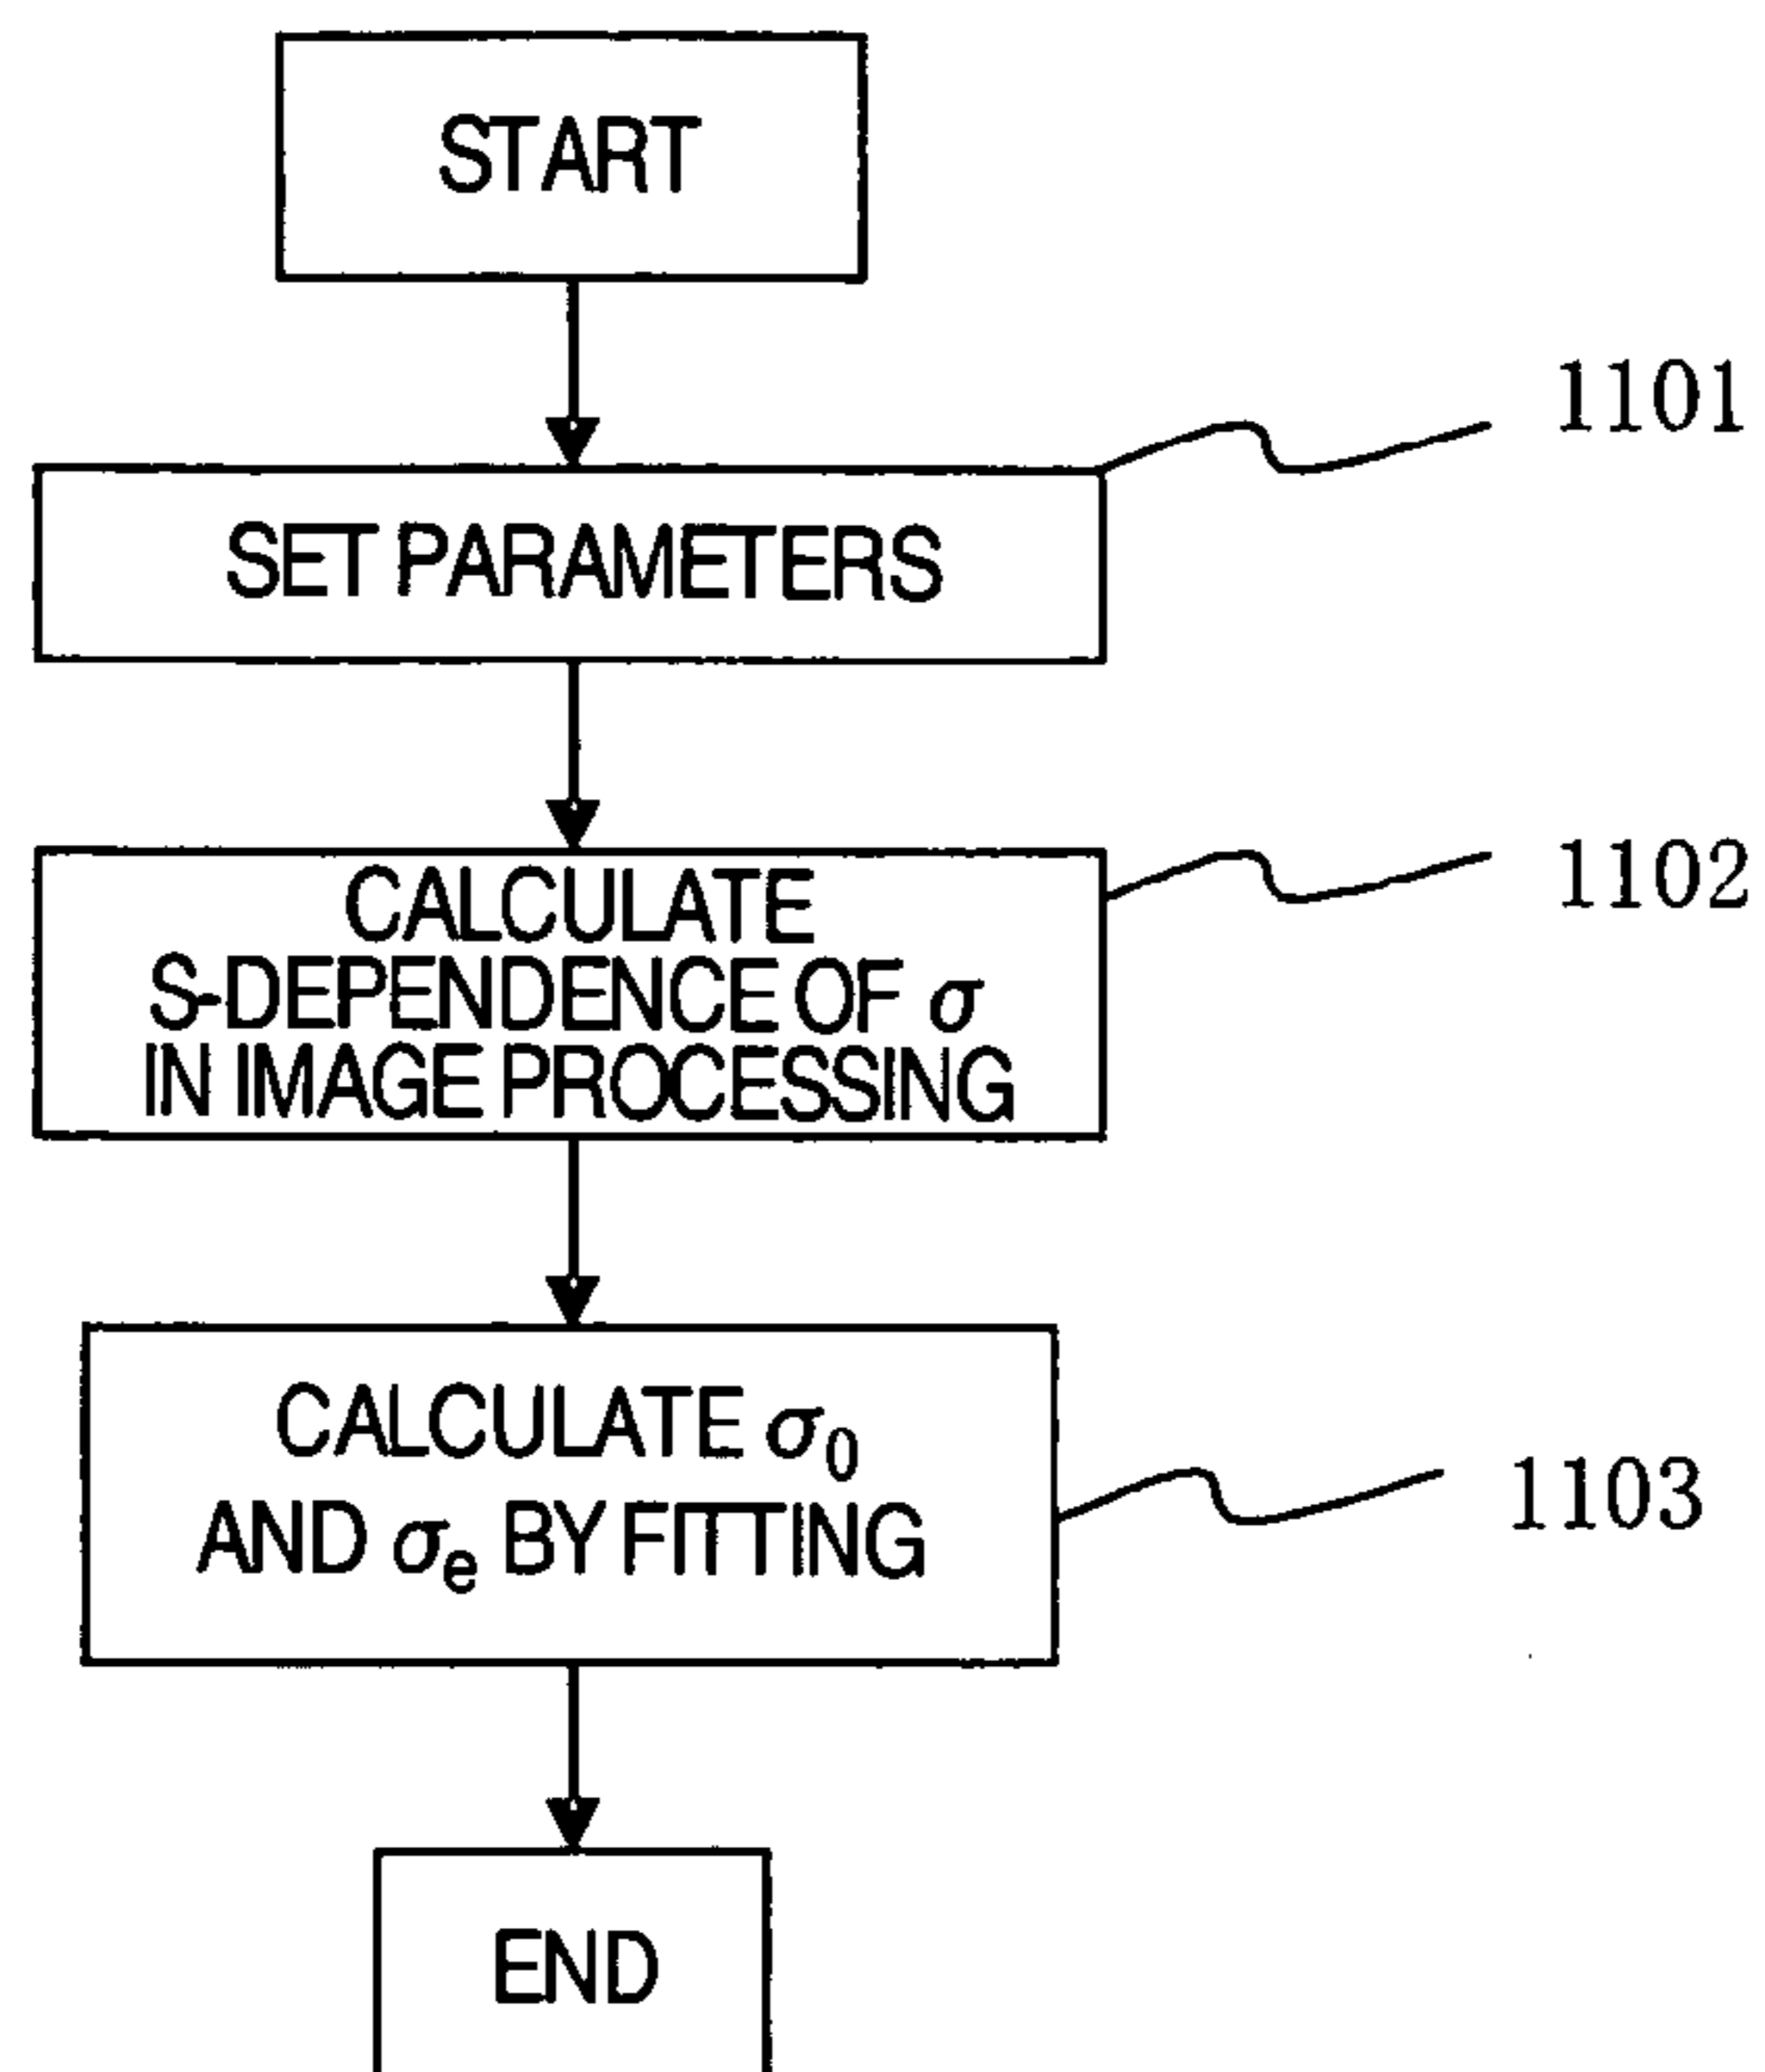 START
1101
SET PARAMETERS
1102
CALCULATE
S-DEPENDENCE OF σ
IN IMAGE PROCESSING
CALCULATE σ₀
AND σₑ BY FITTING
1103
END